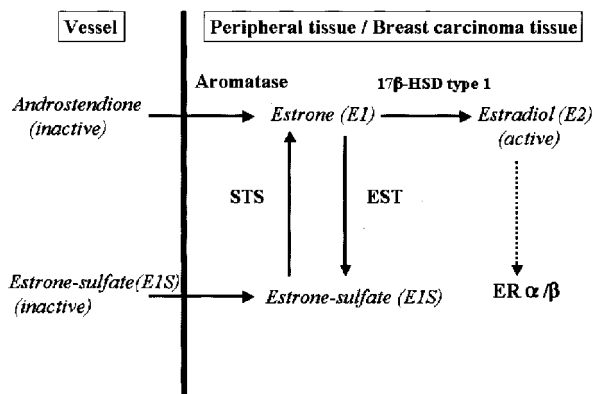 Vessel
Peripheral tissue / Breast carcinoma tissue
Aromatase
17β-HSD type 1
Androstendione
(inactive)
Estrone (E1)
Estradiol (E2)
(active)
STS
EST
Estrone-sulfate(E1S)
(inactive)
Estrone-sulfate (E1S)
ER α/β